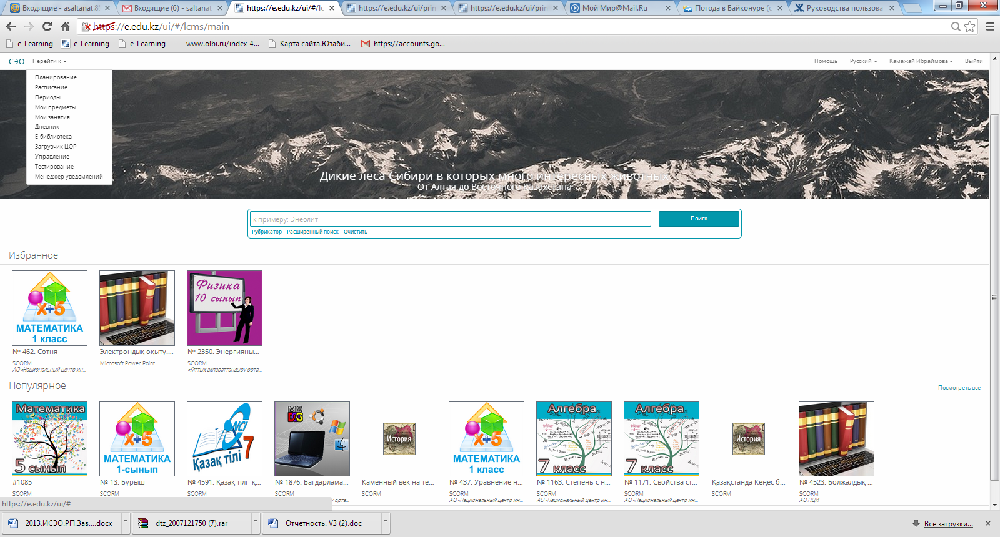 Входящие - asaltanat.8
Входящие (6) - saltanat
https://e.edu.kz/ui/#/lc
https://e.edu.kz/ui/prin
https://e.edu.kz/ui/prin
Мой Мир@Mail.Ru
Погода в Байконуре (с
Руководства пользова
https://e.edu.kz/ui/#/lcms/main
e-Learning
e-Learning
e-Learning
www.olbi.ru/index-4...
Карта сайта.Юзаби...
https://accounts.go...
СЭО
Перейти к
Помощь
Русский
Камажай Ибраймова
Выйти
Планирование
Расписание
Периоды
Мои предметы
Мои занятия
Дневник
Е-библиотека
Загрузчик ЦОР
Управление
Тестирование
Менеджер уведомлений
Дикие леса Сибири в которых много интересных животных.
От Алтая до Восточного Казахстана
к примеру: Энеолит
Поиск
Рубрикатор Расширенный поиск Очистить
Избранное
x+5
МАТЕМАТИКА
1 класс
Физика
10 сынып
№ 462. Сотня
Электрондық оқыту....
№ 2350. Энергияны...
SCORM
Microsoft Power Point
SCORM
АО «Национальный центр ин...
«Ұлттық ақпараттандыру орта...
Популярное
Посмотреть все
Математика
5 сынып
x+5
МАТЕМАТИКА
1-сынып
NCI
7
Қазақ тілі
MS
DOS
История
x+5
МАТЕМАТИКА
1 класс
Алгебра
7 класс
Алгебра
7 класс
История
#1085
№ 13. Бұрыш
№ 4591. Қазақ тілі- қ...
№ 1876. Бағдарлама...
Каменный век на те...
№ 437. Уравнение н...
№ 1163. Степень с н...
№ 1171. Свойства ст...
Қазақстанда Кеңес б...
№ 4523. Болжалдық ...
SCORM
SCORM
SCORM
SCORM
SCORM
SCORM
SCORM
SCORM
SCORM
SCORM
орта...
АО «Национальный центр ин...
АО «Национальный центр ин...
АО «Национальный центр ин...
АО НЦИ
https://e.edu.kz/ui/#
2013.ИСЭО.РП.Зав....docx
dtz_2007121750 (7).rar
Отчетность. V3 (2).doc
Все загрузки...